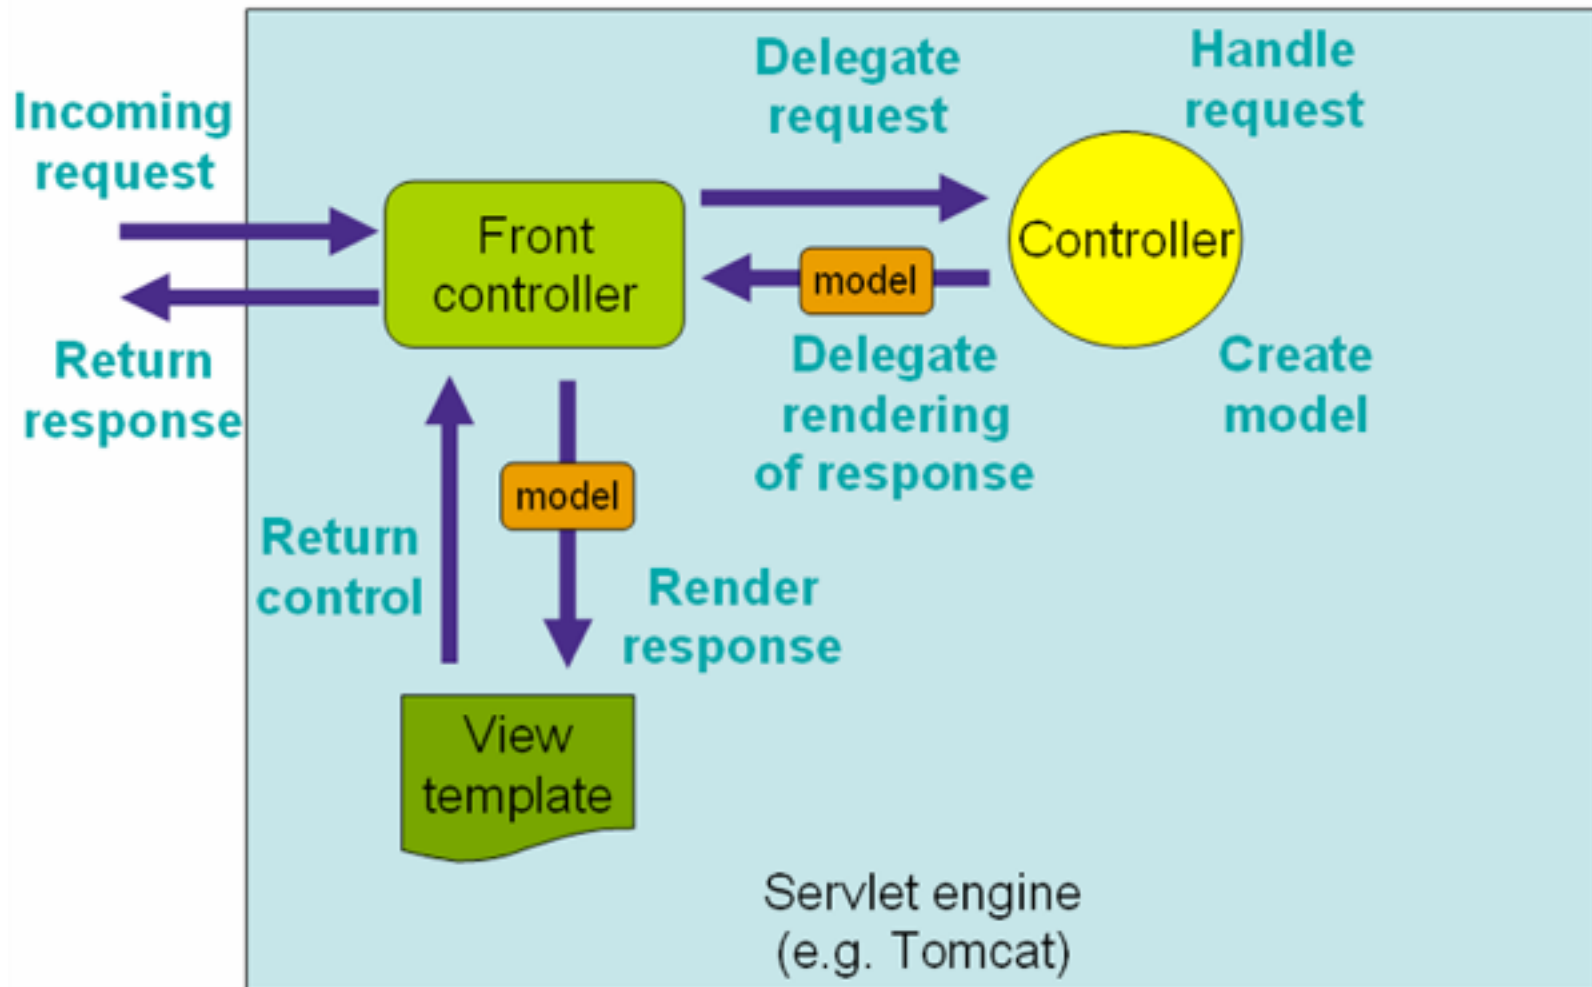 Incoming
request
Return
response
Delegate
request
Handle
request
Front
controller
Controller
model
Delegate
rendering
of response
Create
model
model
Return
control
Render
response
View
template
Servlet engine
(e.g. Tomcat)